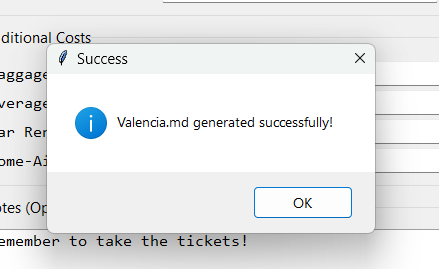 ditional Costs
Success
aggage
Valencia.md generated successfully!
verage
ar Ren
ome-Ai
OK
otes (Op
emember to take the tickets!